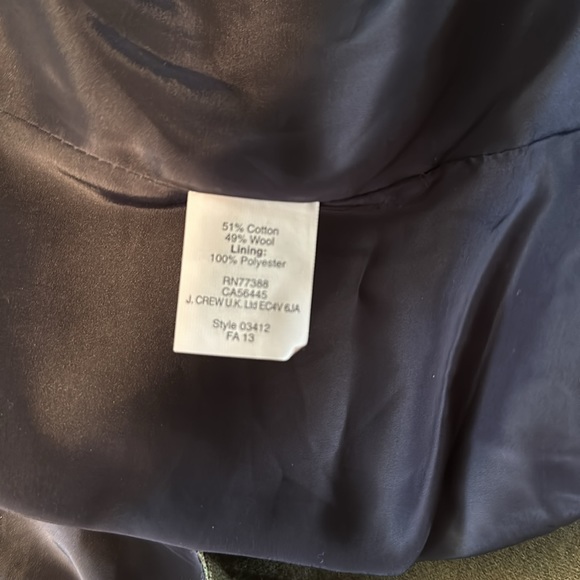 51% Cotton
49% Wool
Lining:
100% Polyester
RN77388
CA56445
J. CREW U.K. Ltd EC4V 6JA
Style 03412
FA 13